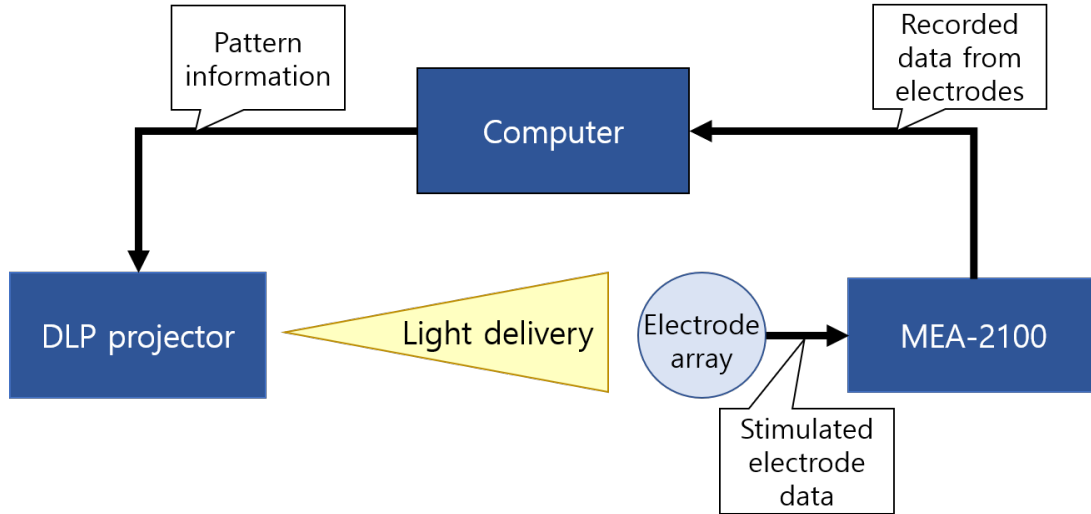 Pattern
information
Recorded
data from
electrodes
Computer
DLP projector
Light delivery
Electrode
array
MEA-2100
Stimulated
electrode
data